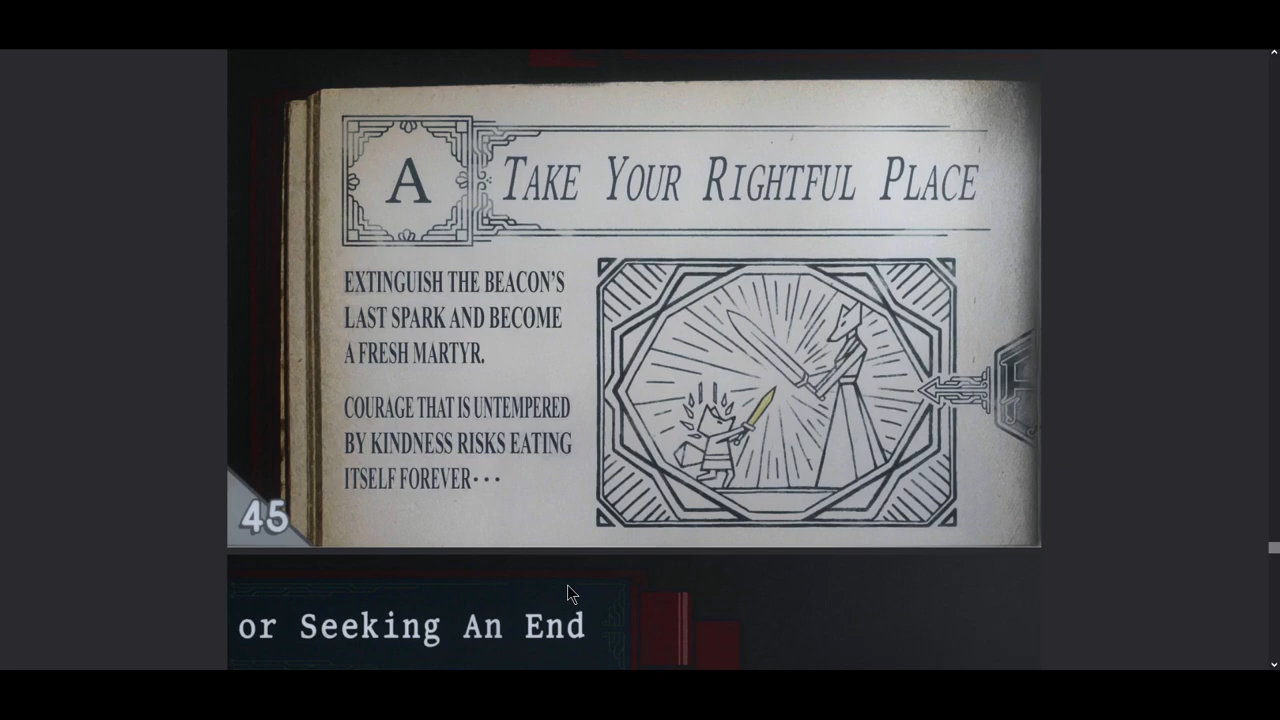 A
TAKE YOUR RIGHTFUL PLACE
EXTINGUISH THE BEACON'S
LAST SPARK AND BECOME
A FRESH MARTYR.
COURAGE THAT IS UNTEMPERED
BY KINDNESS RISKS EATING
ITSELF FOREVER···
45
or Seeking An End